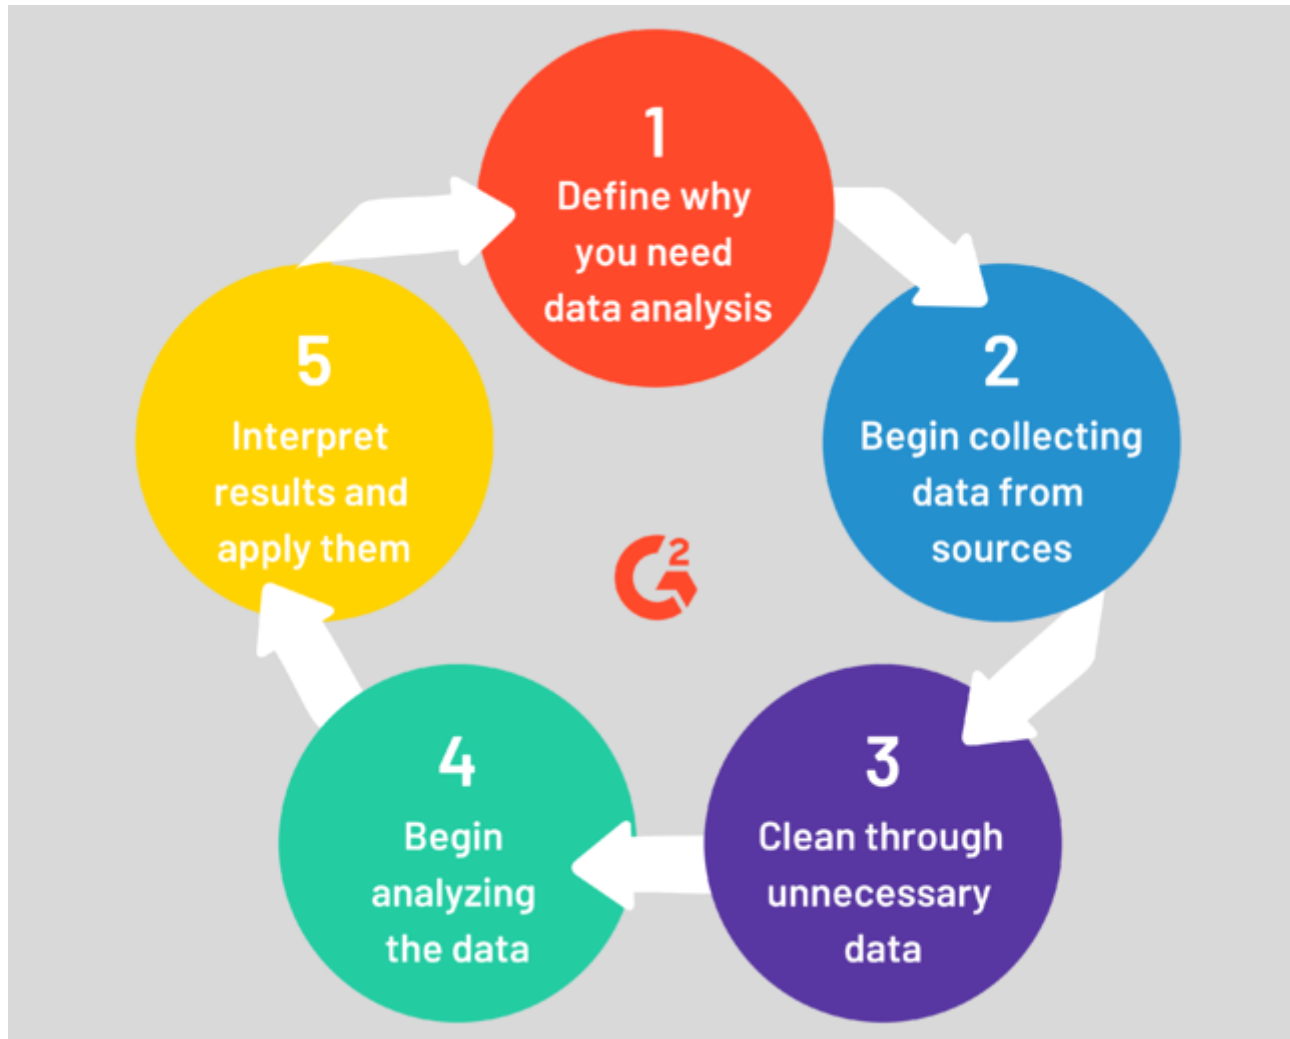 1
Define why
you need
data analysis
2
Begin collecting
data from
sources
3
Clean through
unnecessary
data
4
Begin
analyzing
the data
5
Interpret
results and
apply them
G2